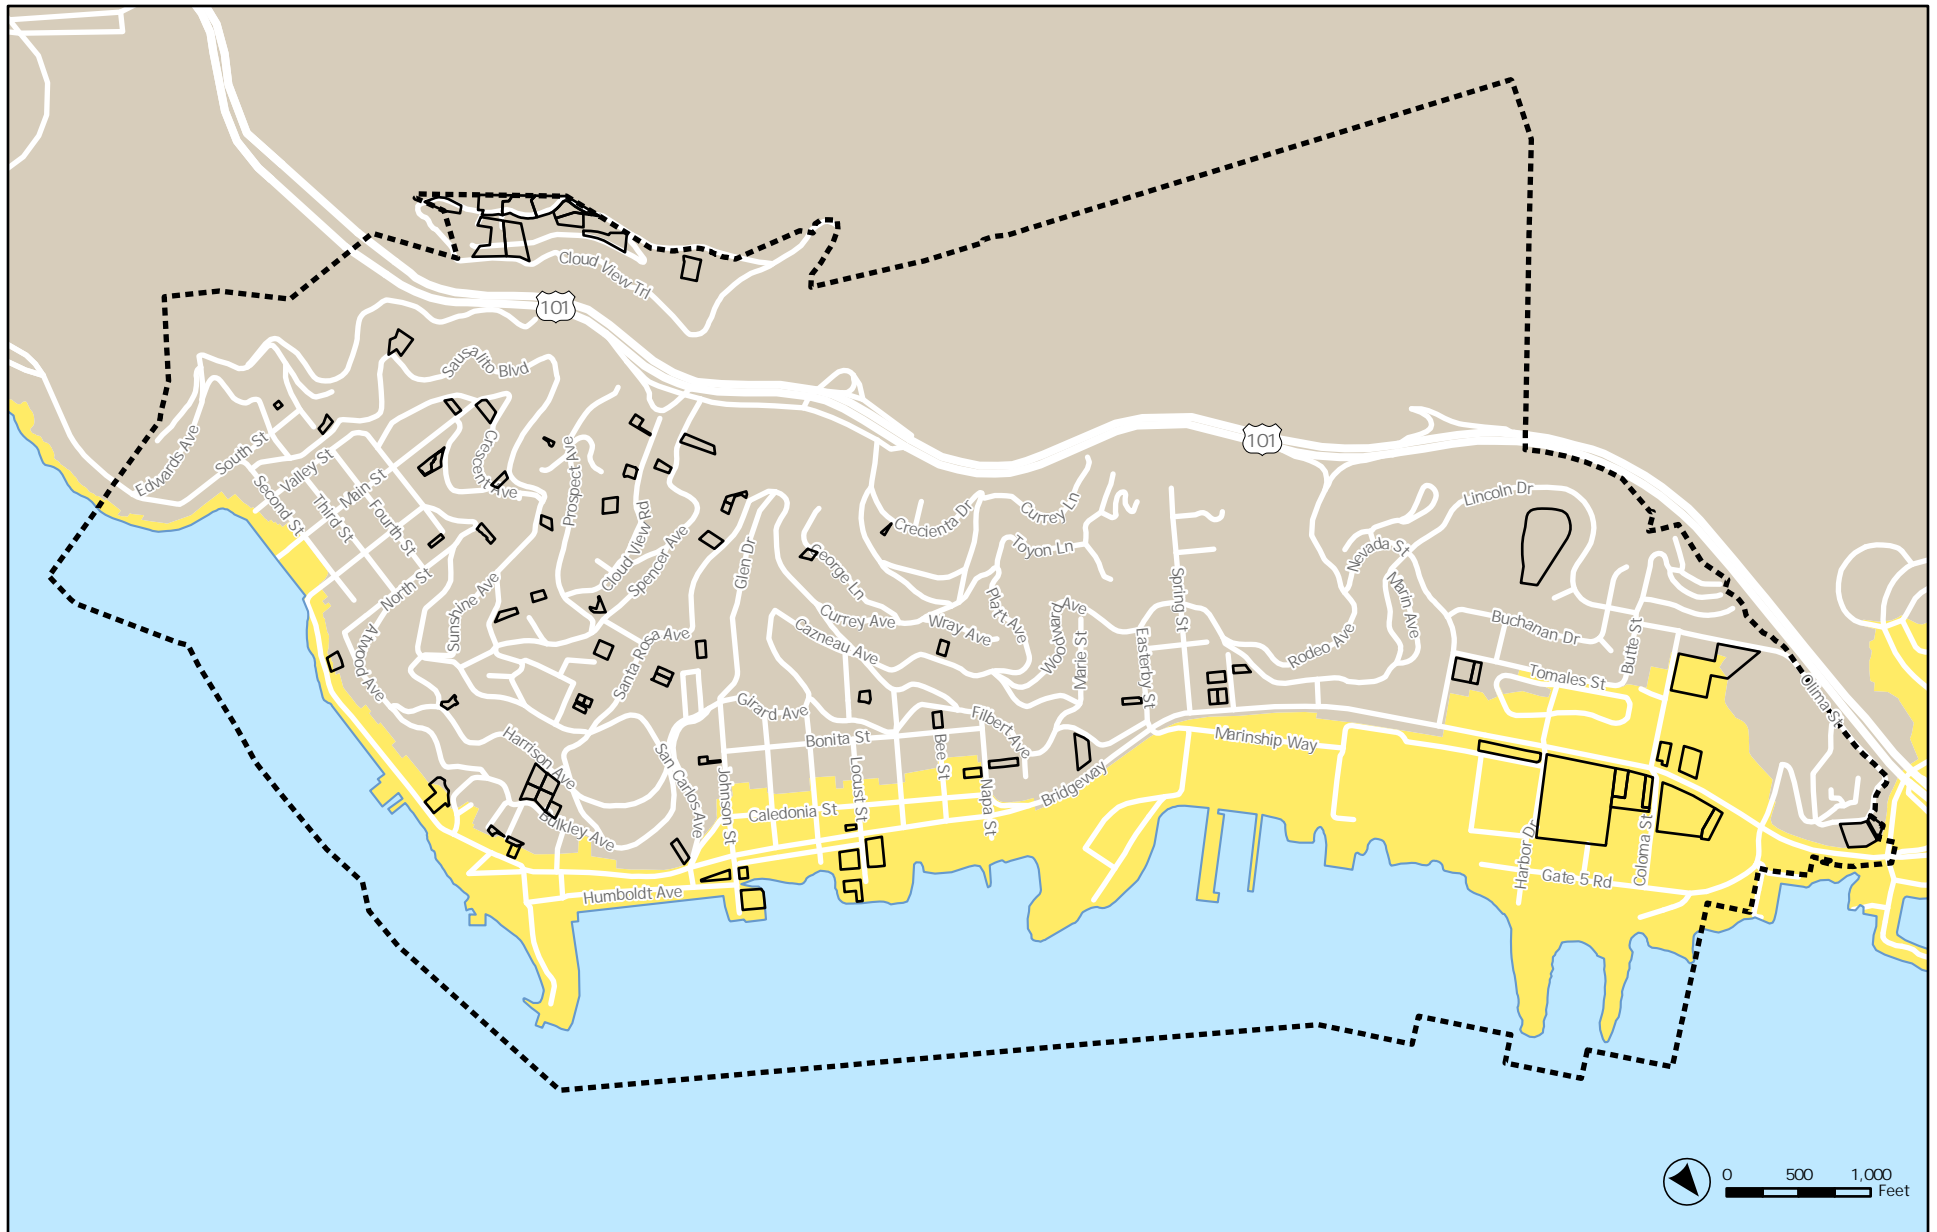 Cloud View Trl
101
Sausalito Blvd
101
Edwards Ave
South St
Valley St
Second St
Third St
Main St
Fourth St
Crescent Ave
Prospect Ave
Cloud View Rd
Spencer Ave
Glen Dr
George Ln
Crecienta Dr
Currey Ln
Toyon Ln
Lincoln Dr
Nevada St
Marin Ave
Spring St
North St
Sunshine Ave
Atwood Ave
Santa Rosa Ave
Currey Ave
Cazneau Ave
Wray Ave
Platt Ave
Woodward Ave
Marie St
Easterby St
Rodeo Ave
Buchanan Dr
Butte St
Tomales St
Olima St
Girard Ave
Filbert Ave
Bonita St
Harrison Ave
San Carlos Ave
Johnson St
Locust St
Bee St
Napa St
Bridgeway
Marinship Way
Caledonia St
Bulkley Ave
Humboldt Ave
Harbor Dr
Coloma St
Gate 5 Rd
0 500 1,000
Feet